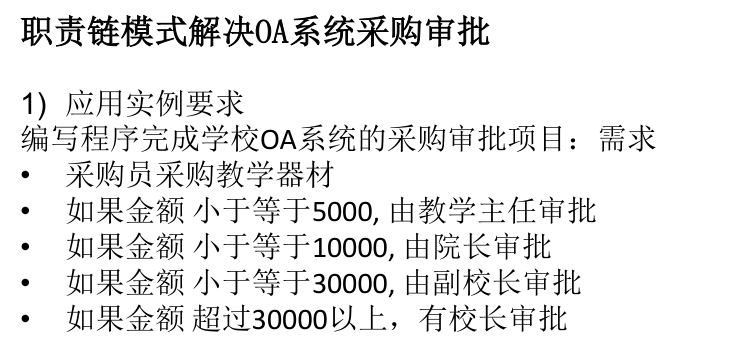 职责链模式解决OA系统采购审批
1) 应用实例要求
编写程序完成学校OA系统的采购审批项目：需求
• 采购员采购教学器材
• 如果金额 小于等于5000, 由教学主任审批
• 如果金额 小于等于10000, 由院长审批
• 如果金额 小于等于30000, 由副校长审批
• 如果金额 超过30000以上，有校长审批